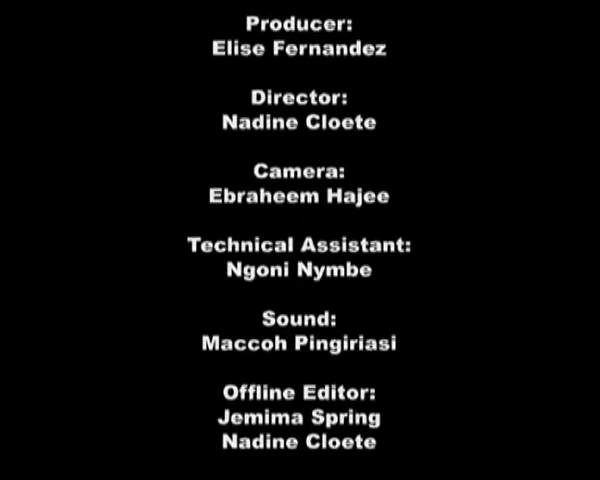 Producer:
Elise Fernandez
Director:
Nadine Cloete
Camera:
Ebraheem Hajee
Technical Assistant:
Ngoni Nymbe
Sound:
Maccoh Pingiriasi
Offline Editor:
Jemima Spring
Nadine Cloete